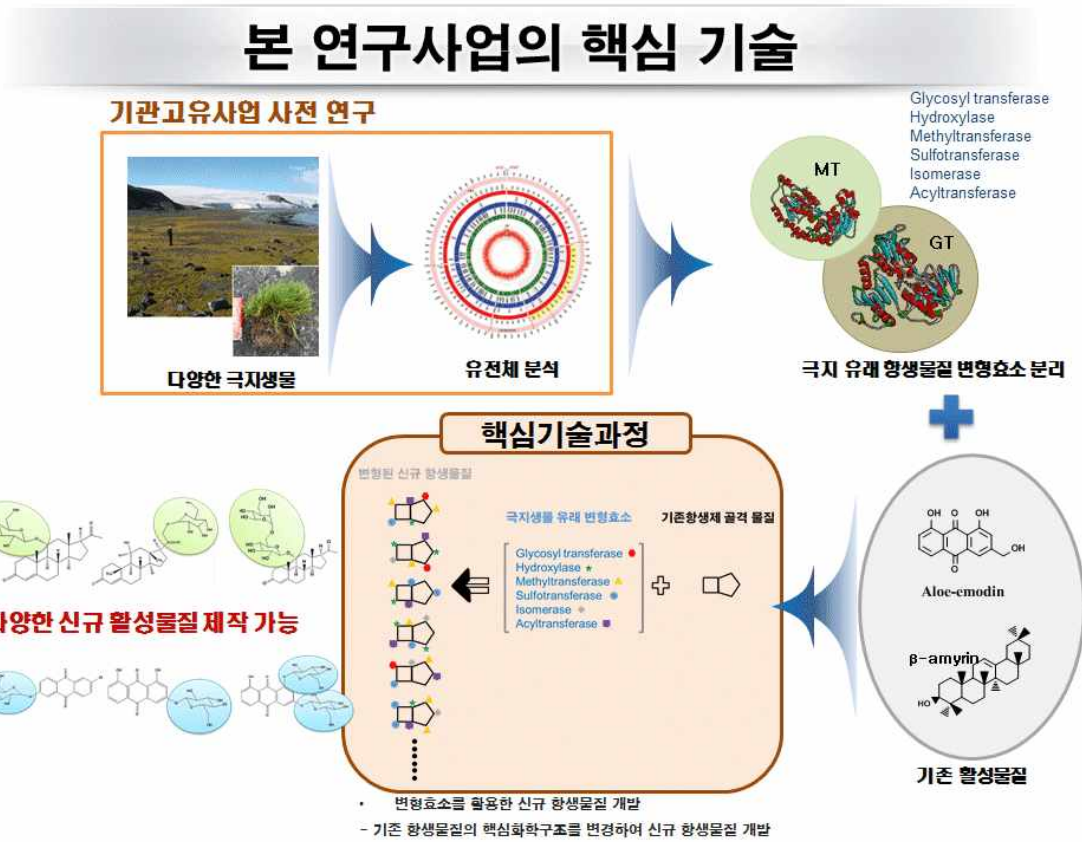 본 연구사업의 핵심 기술
기관고유사업 사전 연구
다양한 극지생물
유전체 분석
Glycosyl transferase
Hydroxylase
Methyltransferase
Sulfotransferase
Isomerase
Acyltransferase
MT
GT
극지 유래 항생물질 변형효소 분리
핵심기술과정
변형된 신규 항생물질
극지생물 유래 변형효소
기존항생제 골격 물질
Glycosyl transferase
Hydroxylase
Methyltransferase
Sulfotransferase
Isomerase
Acyltransferase
OH O OH
OH
O
Aloe-emodin
β-amyrin
HO
기존 활성물질
다양한 신규 활성물질 제작 가능
• 변형효소를 활용한 신규 항생물질 개발
- 기존 항생물질의 핵심화학구조를 변경하여 신규 항생물질 개발